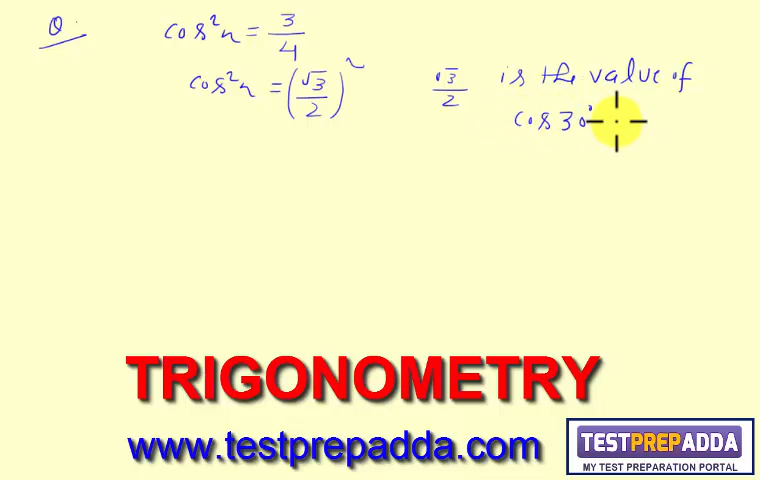 Q cos²x = 3/4
cos²x = (√3/2)²
√3/2 is the value of
cos 30°
TRIGONOMETRY
www.testprepadda.com
TESTPREPADDA
MY TEST PREPARATION PORTAL